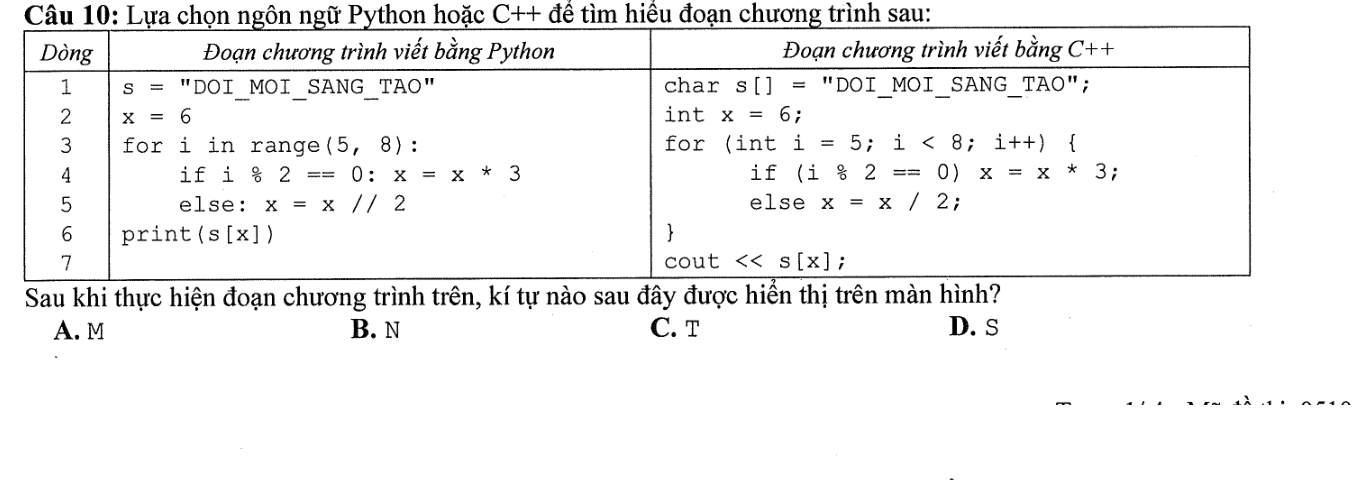 Câu 10: Lựa chọn ngôn ngữ Python hoặc C++ để tìm hiểu đoạn chương trình sau:
Dòng Đoạn chương trình viết bằng Python Đoạn chương trình viết bằng C++
1 s = "DOI_MOI_SANG_TAO" char s[] = "DOI_MOI_SANG_TAO";
2 x = 6 int x = 6;
3 for i in range(5, 8): for (int i = 5; i < 8; i++) {
4 if i % 2 == 0: x = x * 3 if (i % 2 == 0) x = x * 3;
5 else: x = x // 2 else x = x / 2;
6 print(s[x]) }
7 cout << s[x];
Sau khi thực hiện đoạn chương trình trên, kí tự nào sau đây được hiển thị trên màn hình?
A. M B. N C. T D. S